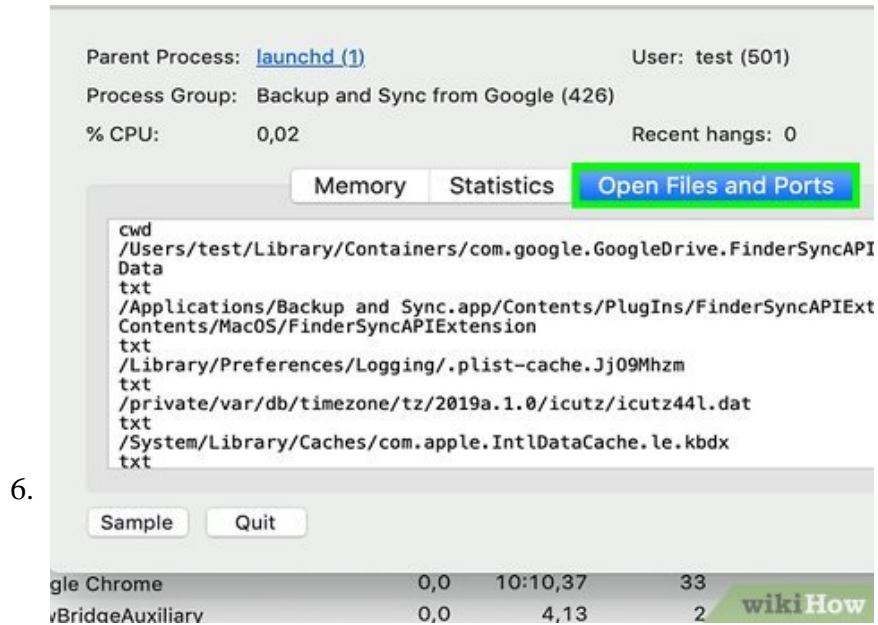 Parent Process: launchd (1) User: test (501)
Process Group: Backup and Sync from Google (426)
% CPU: 0,02 Recent hangs: 0
Memory Statistics Open Files and Ports
cwd
/Users/test/Library/Containers/com.google.GoogleDrive.FinderSyncAPI
Data
txt
/Applications/Backup and Sync.app/Contents/PlugIns/FinderSyncAPIExt
Contents/MacOS/FinderSyncAPIExtension
txt
/Library/Preferences/Logging/.plist-cache.JjO9Mhzm
txt
/private/var/db/timezone/tz/2019a.1.0/icutz/icutz44l.dat
txt
/System/Library/Caches/com.apple.IntlDataCache.le.kbdx
txt
6.
Sample Quit
gle Chrome 0,0 10:10,37 33
wBridgeAuxiliary 0,0 4,13 2
wikiHow